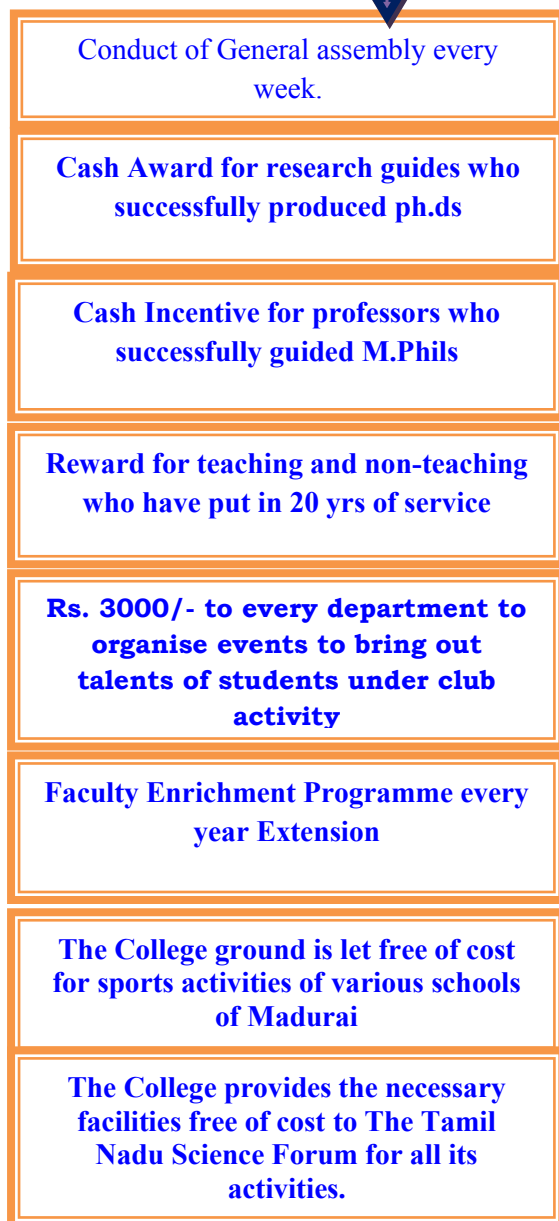 Conduct of General assembly every
week.
Cash Award for research guides who
successfully produced ph.ds
Cash Incentive for professors who
successfully guided M.Phils
Reward for teaching and non-teaching
who have put in 20 yrs of service
Rs. 3000/- to every department to
organise events to bring out
talents of students under club
activity
Faculty Enrichment Programme every
year Extension
The College ground is let free of cost
for sports activities of various schools
of Madurai
The College provides the necessary
facilities free of cost to The Tamil
Nadu Science Forum for all its
activities.